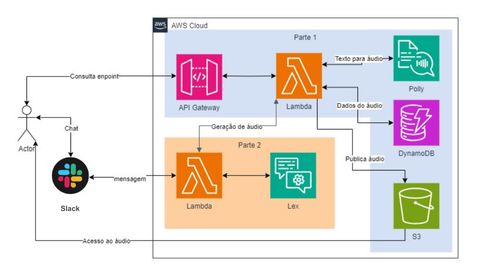 aws
AWS Cloud
Parte 1
Texto para áudio
Consulta enpoint
Polly
API Gateway
Lambda
Dados do áudio
Actor
Chat
Geração de áudio
DynamoDB
Parte 2
Publica áudio
mensagem
Slack
Lambda
Lex
S3
Acesso ao áudio